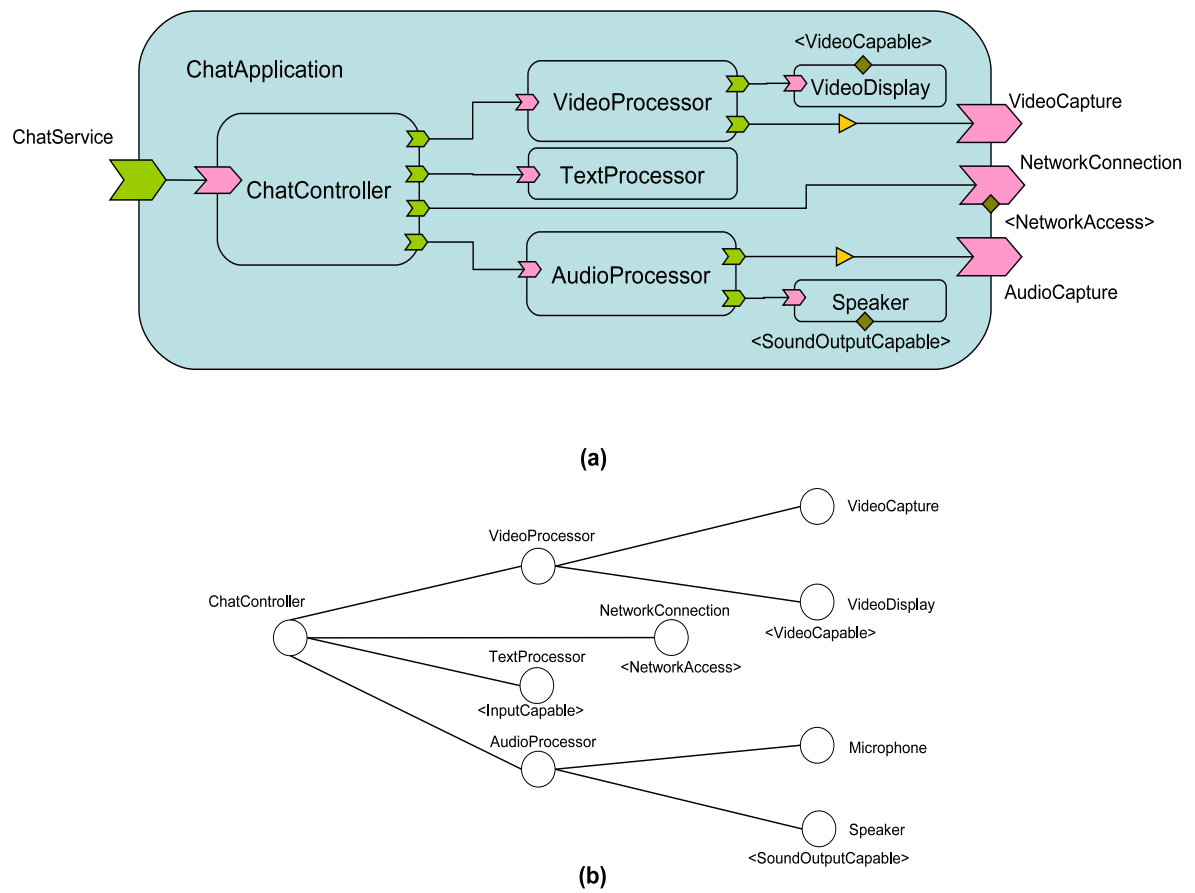 <VideoCapable>
ChatApplication
VideoDisplay
VideoProcessor
VideoCapture
ChatService
NetworkConnection
TextProcessor
ChatController
<NetworkAccess>
AudioProcessor
AudioCapture
Speaker
<SoundOutputCapable>
(a)
VideoCapture
VideoProcessor
ChatController
VideoDisplay
NetworkConnection
<VideoCapable>
TextProcessor
<NetworkAccess>
<InputCapable>
AudioProcessor
Microphone
Speaker
<SoundOutputCapable>
(b)